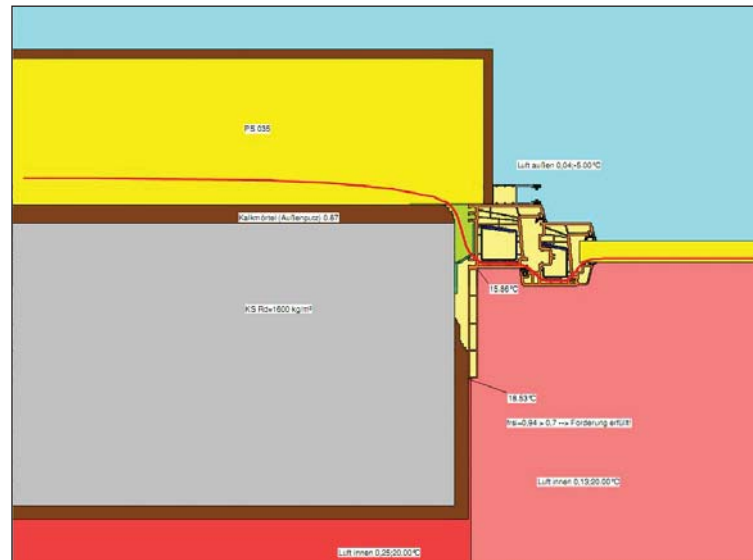 PS 035
Luft außen 0,04;-5.00°C
Kalkmörtel (Außenputz) 0.87
15.86°C
KS Rd=1600 kg/m³
18.53°C
frsi=0,94 > 0,7 --> Forderung erfüllt!
Luft innen 0,13;20.00°C
Luft innen 0,25;20.00°C